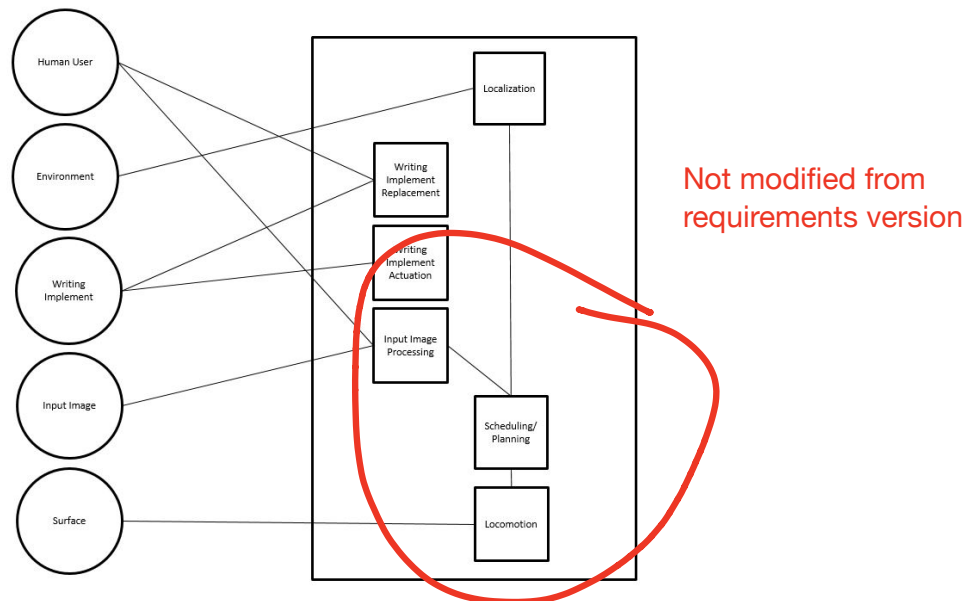 Human User
Localization
Environment
Writing
Implement
Replacement
Not modified from
requirements version
Writing
Implement
Writing
Implement
Actuation
Input Image
Processing
Input Image
Scheduling/
Planning
Surface
Locomotion